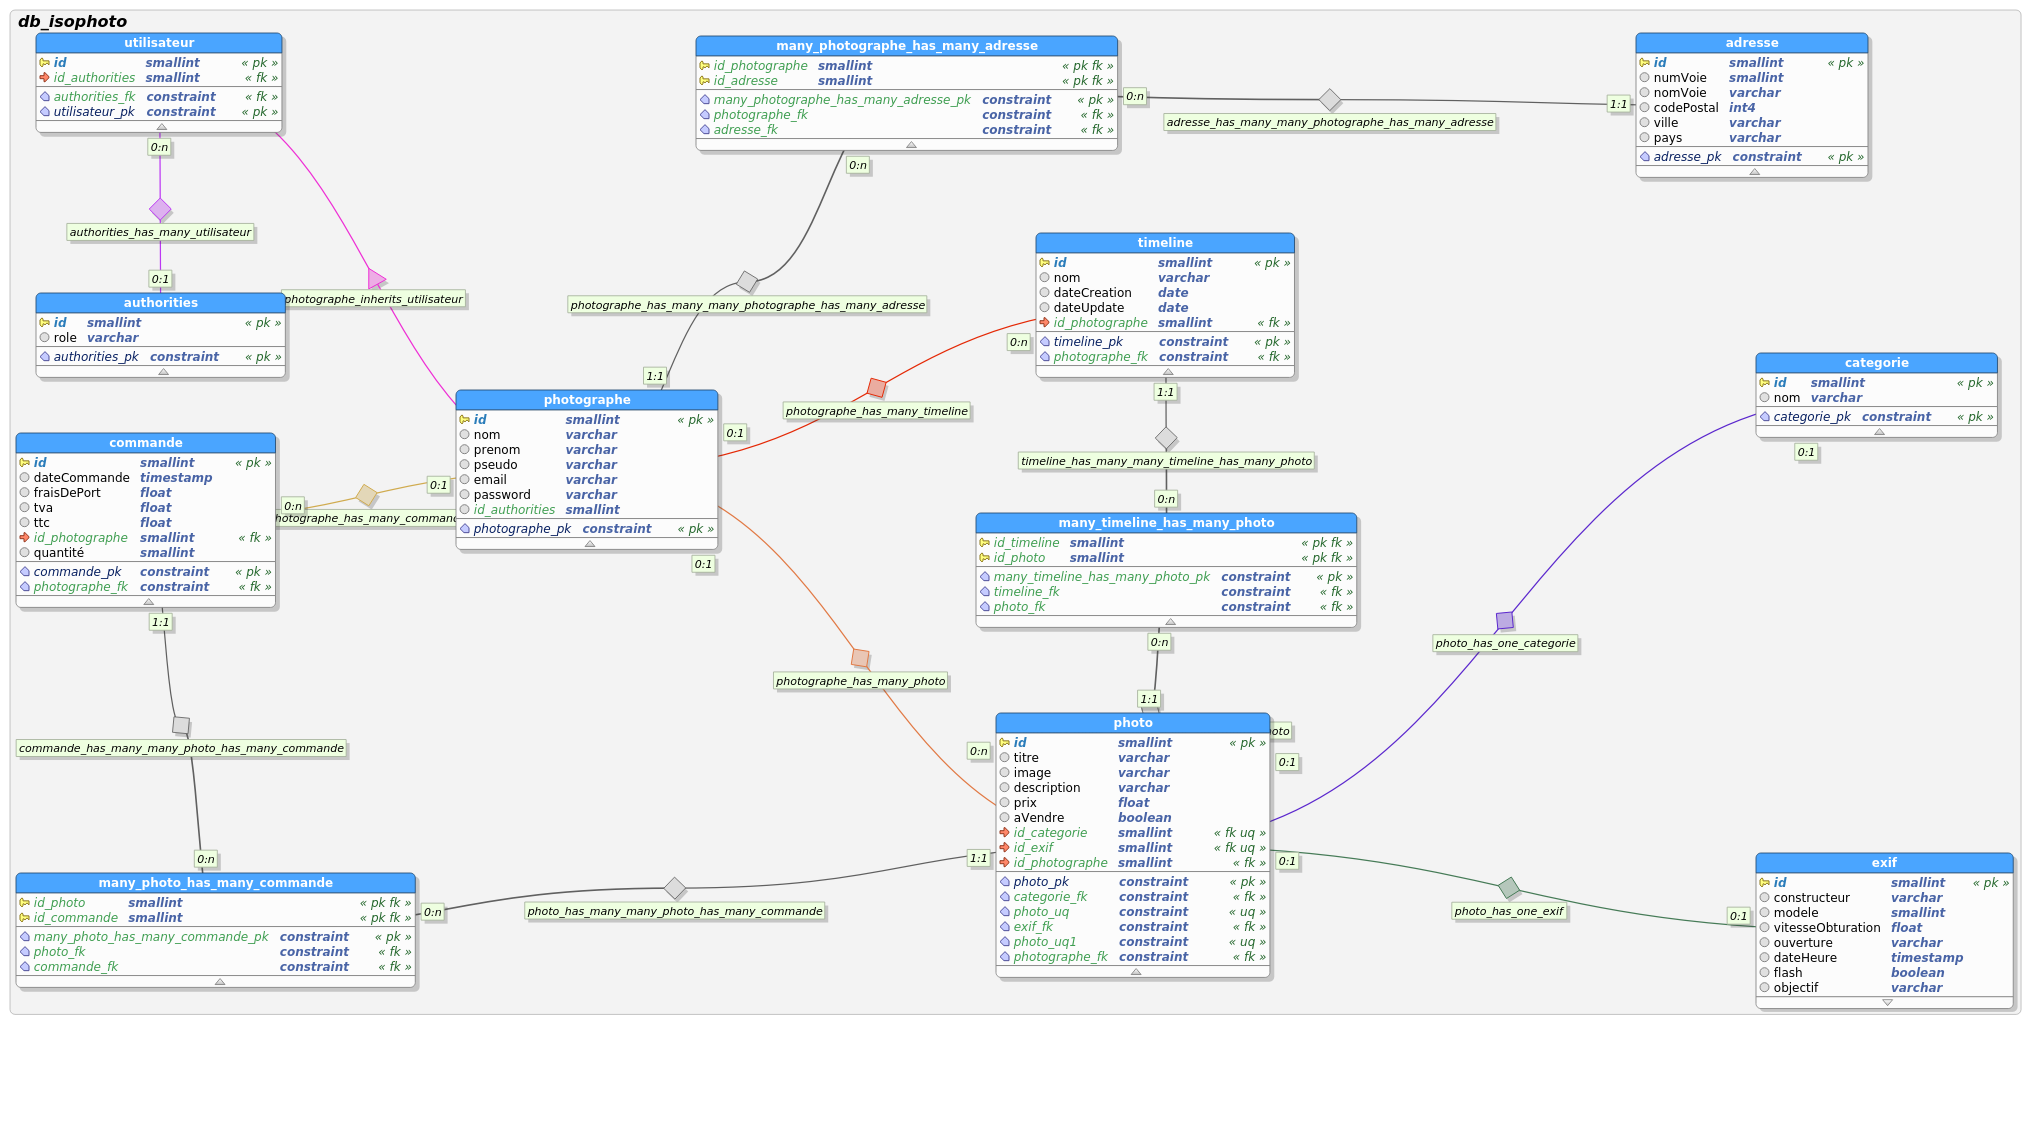 db_isophoto
utilisateur
id smallint « pk »
id_authorities smallint « fk »
authorities_fk constraint « fk »
utilisateur_pk constraint « pk »
0:n
authorities_has_many_utilisateur
0:1
authorities
id smallint « pk »
role varchar
authorities_pk constraint « pk »
photographe_inherits_utilisateur
many_photographe_has_many_adresse
id_photographe smallint « pk fk »
id_adresse smallint « pk fk »
many_photographe_has_many_adresse_pk constraint « pk »
photographe_fk constraint « fk »
adresse_fk constraint « fk »
0:n
adresse_has_many_many_photographe_has_many_adresse
1:1
adresse
id smallint « pk »
numVoie smallint
nomVoie varchar
codePostal int4
ville varchar
pays varchar
adresse_pk constraint « pk »
0:n
photographe_has_many_many_photographe_has_many_adresse
1:1
timeline
id smallint « pk »
nom varchar
dateCreation date
dateUpdate date
id_photographe smallint « fk »
timeline_pk constraint « pk »
photographe_fk constraint « fk »
0:n
photographe_has_many_timeline
0:1
1:1
timeline_has_many_many_timeline_has_many_photo
0:n
categorie
id smallint « pk »
nom varchar
categorie_pk constraint « pk »
0:1
photographe
id smallint « pk »
nom varchar
prenom varchar
pseudo varchar
email varchar
password varchar
id_authorities smallint
photographe_pk constraint « pk »
0:1
commande
id smallint « pk »
dateCommande timestamp
fraisDePort float
tva float
ttc float
id_photographe smallint « fk »
quantité smallint
commande_pk constraint « pk »
photographe_fk constraint « fk »
0:n
0:1
hotographe_has_many_command
1:1
commande_has_many_many_photo_has_many_commande
0:n
many_timeline_has_many_photo
id_timeline smallint « pk fk »
id_photo smallint « pk fk »
many_timeline_has_many_photo_pk constraint « pk »
timeline_fk constraint « fk »
photo_fk constraint « fk »
0:n
1:1
photo_has_one_categorie
photographe_has_many_photo
0:n
photo
id smallint « pk »
titre varchar
image varchar
description varchar
prix float
aVendre boolean
id_categorie smallint « fk uq »
id_exif smallint « fk uq »
id_photographe smallint « fk »
photo_pk constraint « pk »
categorie_fk constraint « fk »
photo_uq constraint « uq »
exif_fk constraint « fk »
photo_uq1 constraint « uq »
photographe_fk constraint « fk »
oto
0:1
0:1
1:1
many_photo_has_many_commande
id_photo smallint « pk fk »
id_commande smallint « pk fk »
many_photo_has_many_commande_pk constraint « pk »
photo_fk constraint « fk »
commande_fk constraint « fk »
0:n
photo_has_many_many_photo_has_many_commande
photo_has_one_exif
0:1
exif
id smallint « pk »
constructeur varchar
modele smallint
vitesseObturation float
ouverture varchar
dateHeure timestamp
flash boolean
objectif varchar